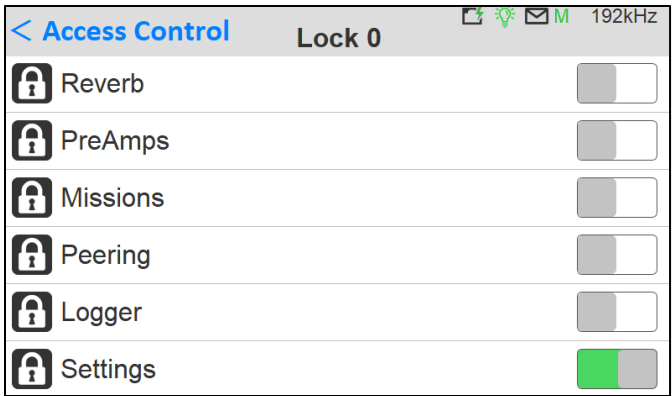 < Access Control
Lock 0
M 192kHz
Reverb
PreAmps
Missions
Peering
Logger
Settings